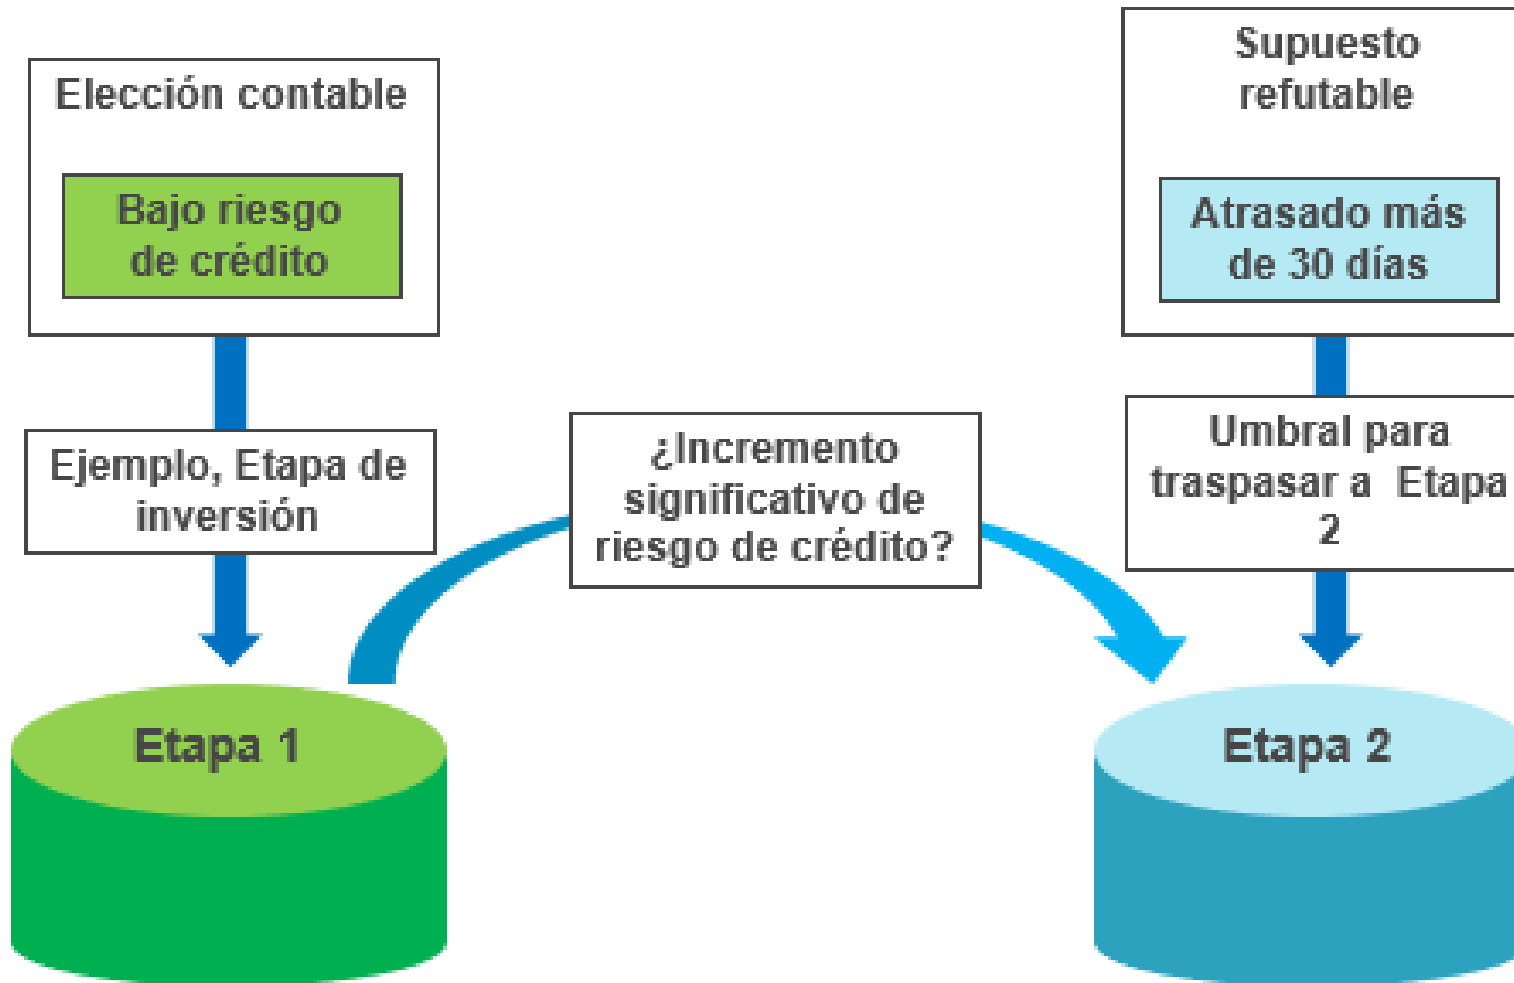 Elección contable
Bajo riesgo
de crédito
Ejemplo, Etapa de
inversión
Etapa 1
¿Incremento
significativo de
riesgo de crédito?
Supuesto
refutable
Atrasado más
de 30 días
Umbral para
traspasar a  Etapa
2
Etapa 2